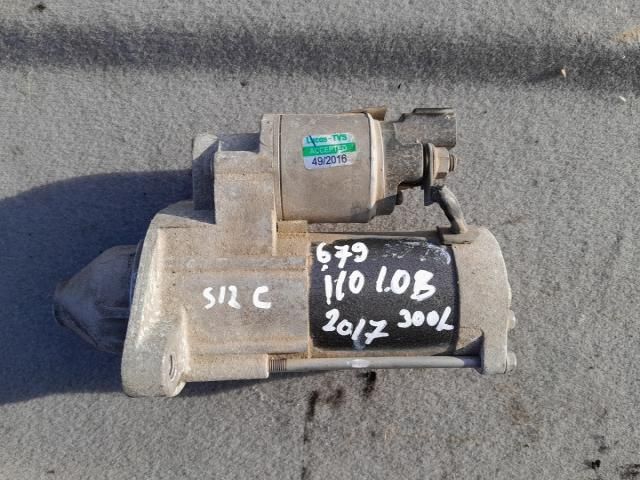 Lucas-TVS
ACCEPTED
49/2016
679
i10 1.0B
2017 300L
S12 C